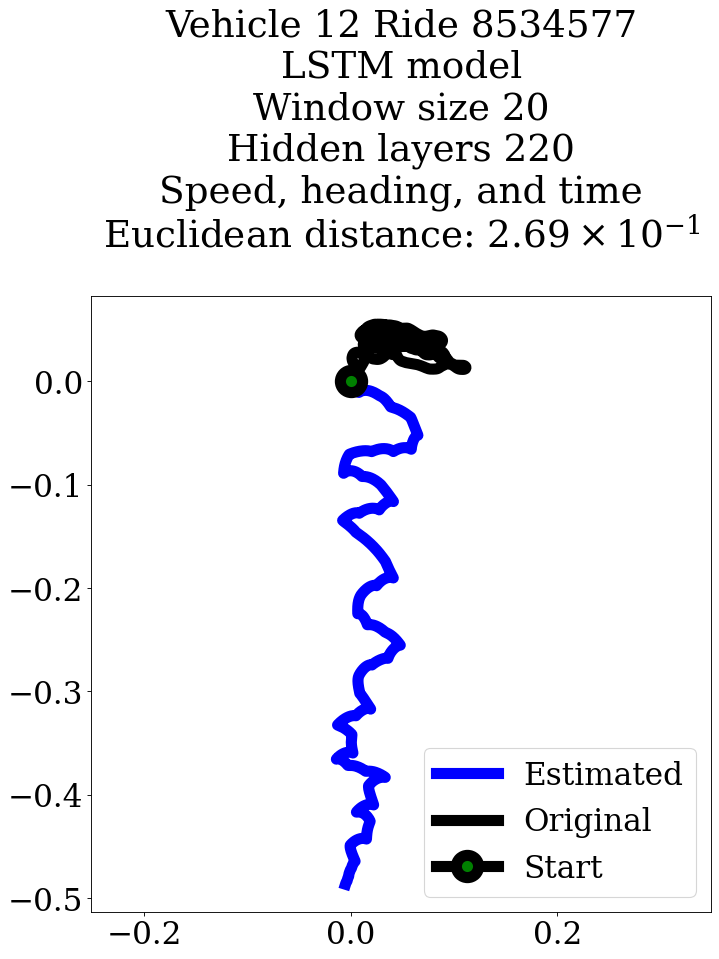 Vehicle 12 Ride 8534577
LSTM model
Window size 20
Hidden layers 220
Speed, heading, and time
Euclidean distance: 2.69 × 10⁻¹
0.0
−0.1
−0.2
−0.3
−0.4
−0.5
−0.2
0.0
0.2
Estimated
Original
Start